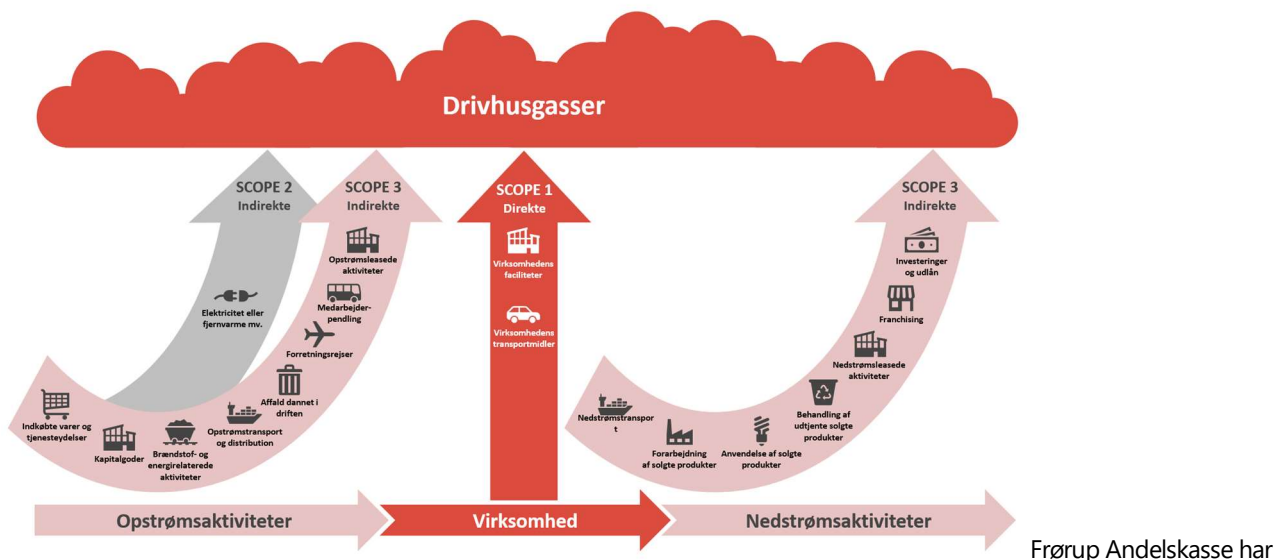 Drivhusgasser
SCOPE 2
Indirekte
Elektricitet eller
fjernvarme mv.
SCOPE 3
Indirekte
Opstrømsleasede
aktiviteter
Medarbejder-
pendling
Forretningsrejser
Affald dannet i
driften
Opstrømstransport
og distribution
Brændstof- og
energirelaterede
aktiviteter
Kapitalgoder
Indkøbte varer og
tjenesteydelser
SCOPE 1
Direkte
Virksomhedens
faciliteter
Virksomhedens
transportmidler
SCOPE 3
Indirekte
Investeringer
og udlån
Franchising
Nedstrømsleasede
aktiviteter
Behandling af
udtjente solgte
produkter
Anvendelse af solgte
produkter
Forarbejdning
af solgte produkter
Nedstrømstranspor
t
Opstrømsaktiviteter
Virksomhed
Nedstrømsaktiviteter
Frørup Andelskasse har